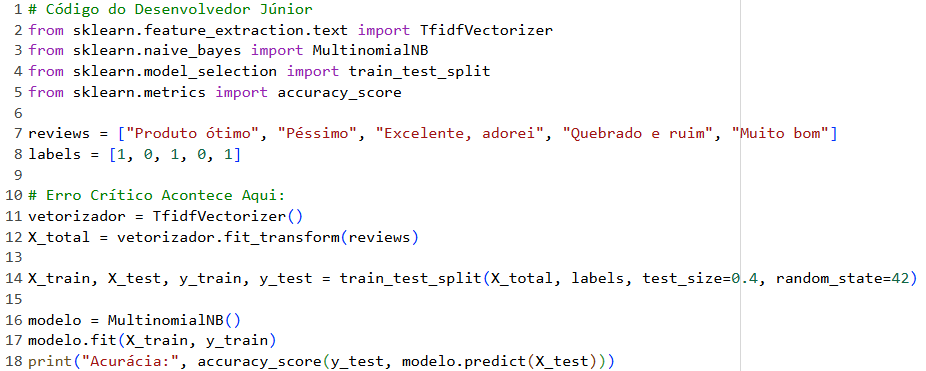 1 # Código do Desenvolvedor Júnior
2 from sklearn.feature_extraction.text import TfidfVectorizer
3 from sklearn.naive_bayes import MultinomialNB
4 from sklearn.model_selection import train_test_split
5 from sklearn.metrics import accuracy_score
6
7 reviews = ["Produto ótimo", "Péssimo", "Excelente, adorei", "Quebrado e ruim", "Muito bom"]
8 labels = [1, 0, 1, 0, 1]
9
10 # Erro Crítico Acontece Aqui:
11 vetorizador = TfidfVectorizer()
12 X_total = vetorizador.fit_transform(reviews)
13
14 X_train, X_test, y_train, y_test = train_test_split(X_total, labels, test_size=0.4, random_state=42)
15
16 modelo = MultinomialNB()
17 modelo.fit(X_train, y_train)
18 print("Acurácia:", accuracy_score(y_test, modelo.predict(X_test)))